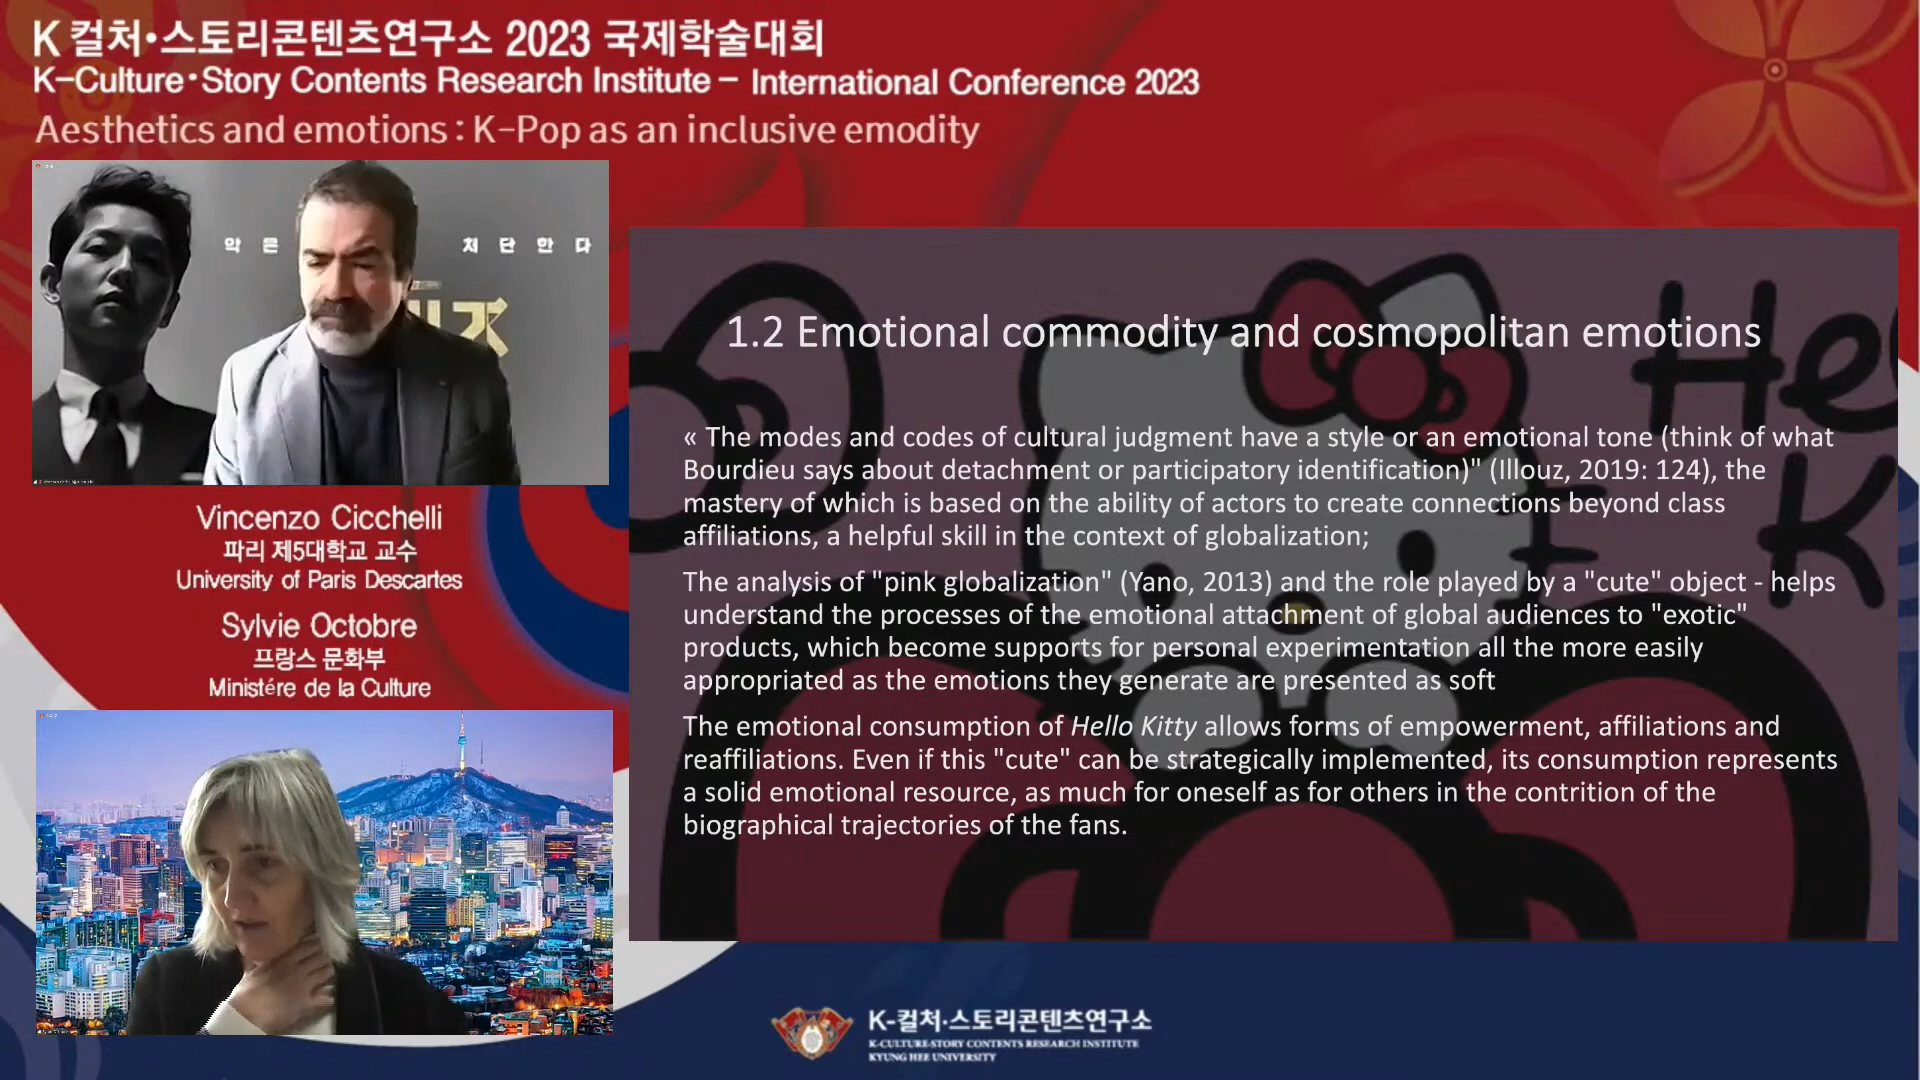 K 컬처•스토리콘텐츠연구소 2023 국제학술대회
K-Culture•Story Contents Research Institute - International Conference 2023
Aesthetics and emotions : K-Pop as an inclusive emodity
악 은
처 단 한 다
Vincenzo Cicchelli
파리 제5대학교 교수
University of Paris Descartes
Sylvie Octobre
프랑스 문화부
Ministére de la Culture
He
K
1.2 Emotional commodity and cosmopolitan emotions
« The modes and codes of cultural judgment have a style or an emotional tone (think of what
Bourdieu says about detachment or participatory identification)" (Illouz, 2019: 124), the
mastery of which is based on the ability of actors to create connections beyond class
affiliations, a helpful skill in the context of globalization;
The analysis of "pink globalization" (Yano, 2013) and the role played by a "cute" object - helps
understand the processes of the emotional attachment of global audiences to "exotic"
products, which become supports for personal experimentation all the more easily
appropriated as the emotions they generate are presented as soft
The emotional consumption of Hello Kitty allows forms of empowerment, affiliations and
reaffiliations. Even if this "cute" can be strategically implemented, its consumption represents
a solid emotional resource, as much for oneself as for others in the contrition of the
biographical trajectories of the fans.
K-컬처·스토리콘텐츠연구소
K-CULTURE·STORY CONTENTS RESEARCH INSTITUTE
KYUNG HEE UNIVERSITY